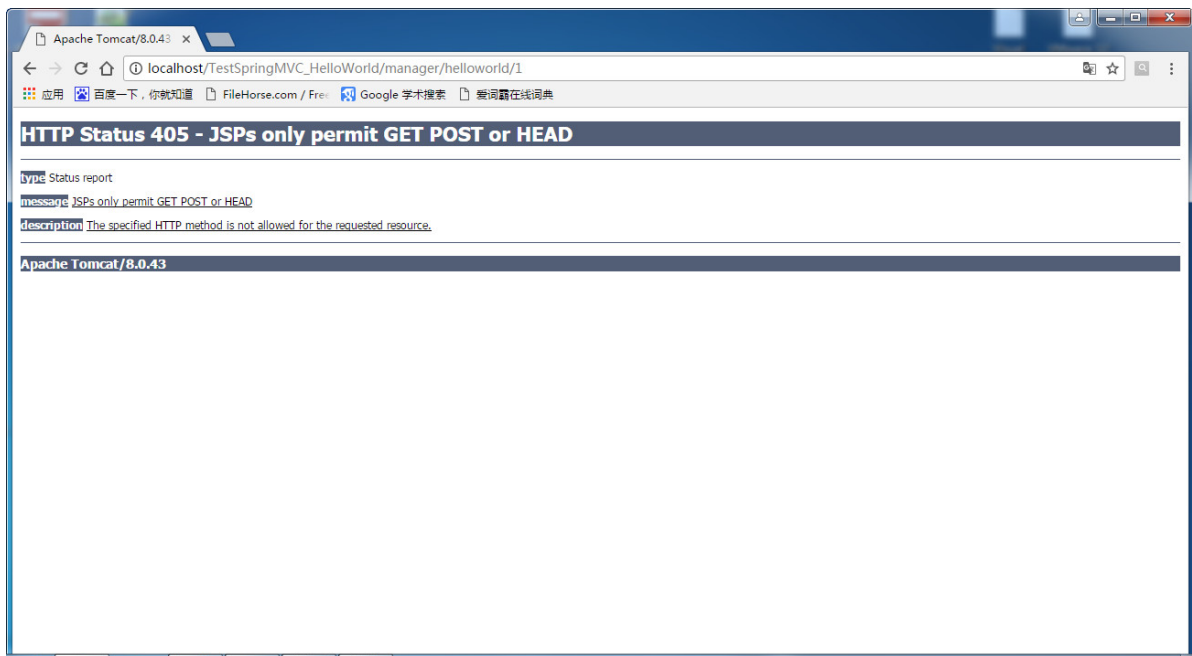 Apache Tomcat/8.0.43
localhost/TestSpringMVC_HelloWorld/manager/helloworld/1
应用 百度一下，你就知道 FileHorse.com / Free Google 学术搜索 爱词霸在线词典
HTTP Status 405 - JSPs only permit GET POST or HEAD
type Status report
message JSPs only permit GET POST or HEAD
description The specified HTTP method is not allowed for the requested resource.
Apache Tomcat/8.0.43